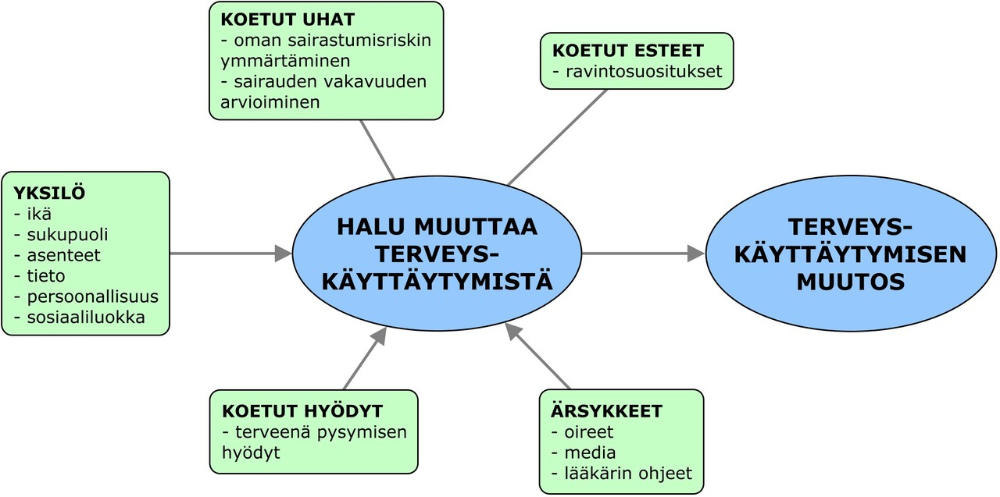 KOETUT UHAT
- oman sairastumisriskin
ymmärtäminen
- sairauden vakavuuden
arvioiminen
KOETUT ESTEET
- ravintosuositukset
YKSILÖ
- ikä
- sukupuoli
- asenteet
- tieto
- persoonallisuus
- sosiaaliluokka
HALU MUUTTAA
TERVEYS-
KÄYTTÄYTYMISTÄ
TERVEYS-
KÄYTTÄYTYMISEN
MUUTOS
KOETUT HYÖDYT
- terveenä pysymisen
hyödyt
ÄRSYKKEET
- oireet
- media
- lääkärin ohjeet